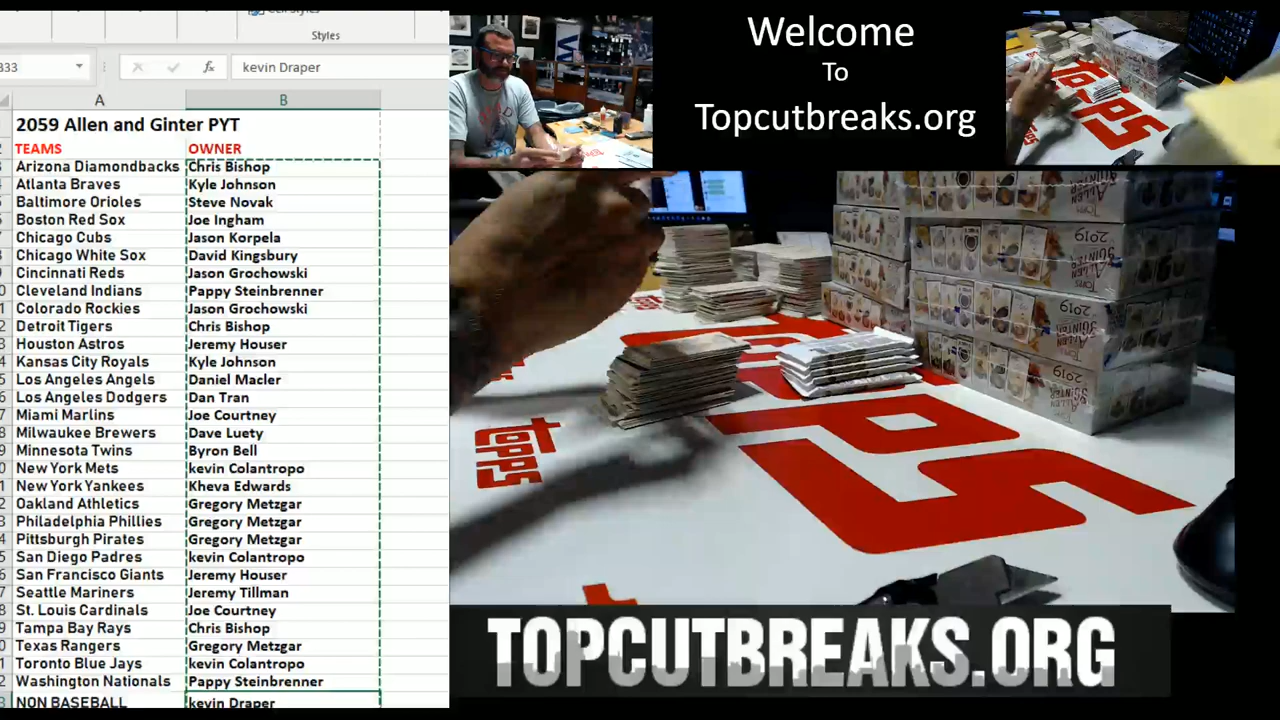 Styles
333
kevin Draper
A B
2059 Allen and Ginter PYT
TEAMS OWNER
Arizona Diamondbacks Chris Bishop
Atlanta Braves Kyle Johnson
Baltimore Orioles Steve Novak
Boston Red Sox Joe Ingham
Chicago Cubs Jason Korpela
Chicago White Sox David Kingsbury
Cincinnati Reds Jason Grochowski
Cleveland Indians Pappy Steinbrenner
Colorado Rockies Jason Grochowski
Detroit Tigers Chris Bishop
Houston Astros Jeremy Houser
Kansas City Royals Kyle Johnson
Los Angeles Angels Daniel Macler
Los Angeles Dodgers Dan Tran
Miami Marlins Joe Courtney
Milwaukee Brewers Dave Luety
Minnesota Twins Byron Bell
New York Mets kevin Colantropo
New York Yankees Kheva Edwards
Oakland Athletics Gregory Metzgar
Philadelphia Phillies Gregory Metzgar
Pittsburgh Pirates Gregory Metzgar
San Diego Padres kevin Colantropo
San Francisco Giants Jeremy Houser
Seattle Mariners Jeremy Tillman
St. Louis Cardinals Joe Courtney
Tampa Bay Rays Chris Bishop
Texas Rangers Gregory Metzgar
Toronto Blue Jays kevin Colantropo
Washington Nationals Pappy Steinbrenner
NON BASEBALL kevin Draper
Welcome
To
Topcutbreaks.org
topps
2019
ALLEN
GINTER
2019
2019
topps
TOPCUTBREAKS.ORG